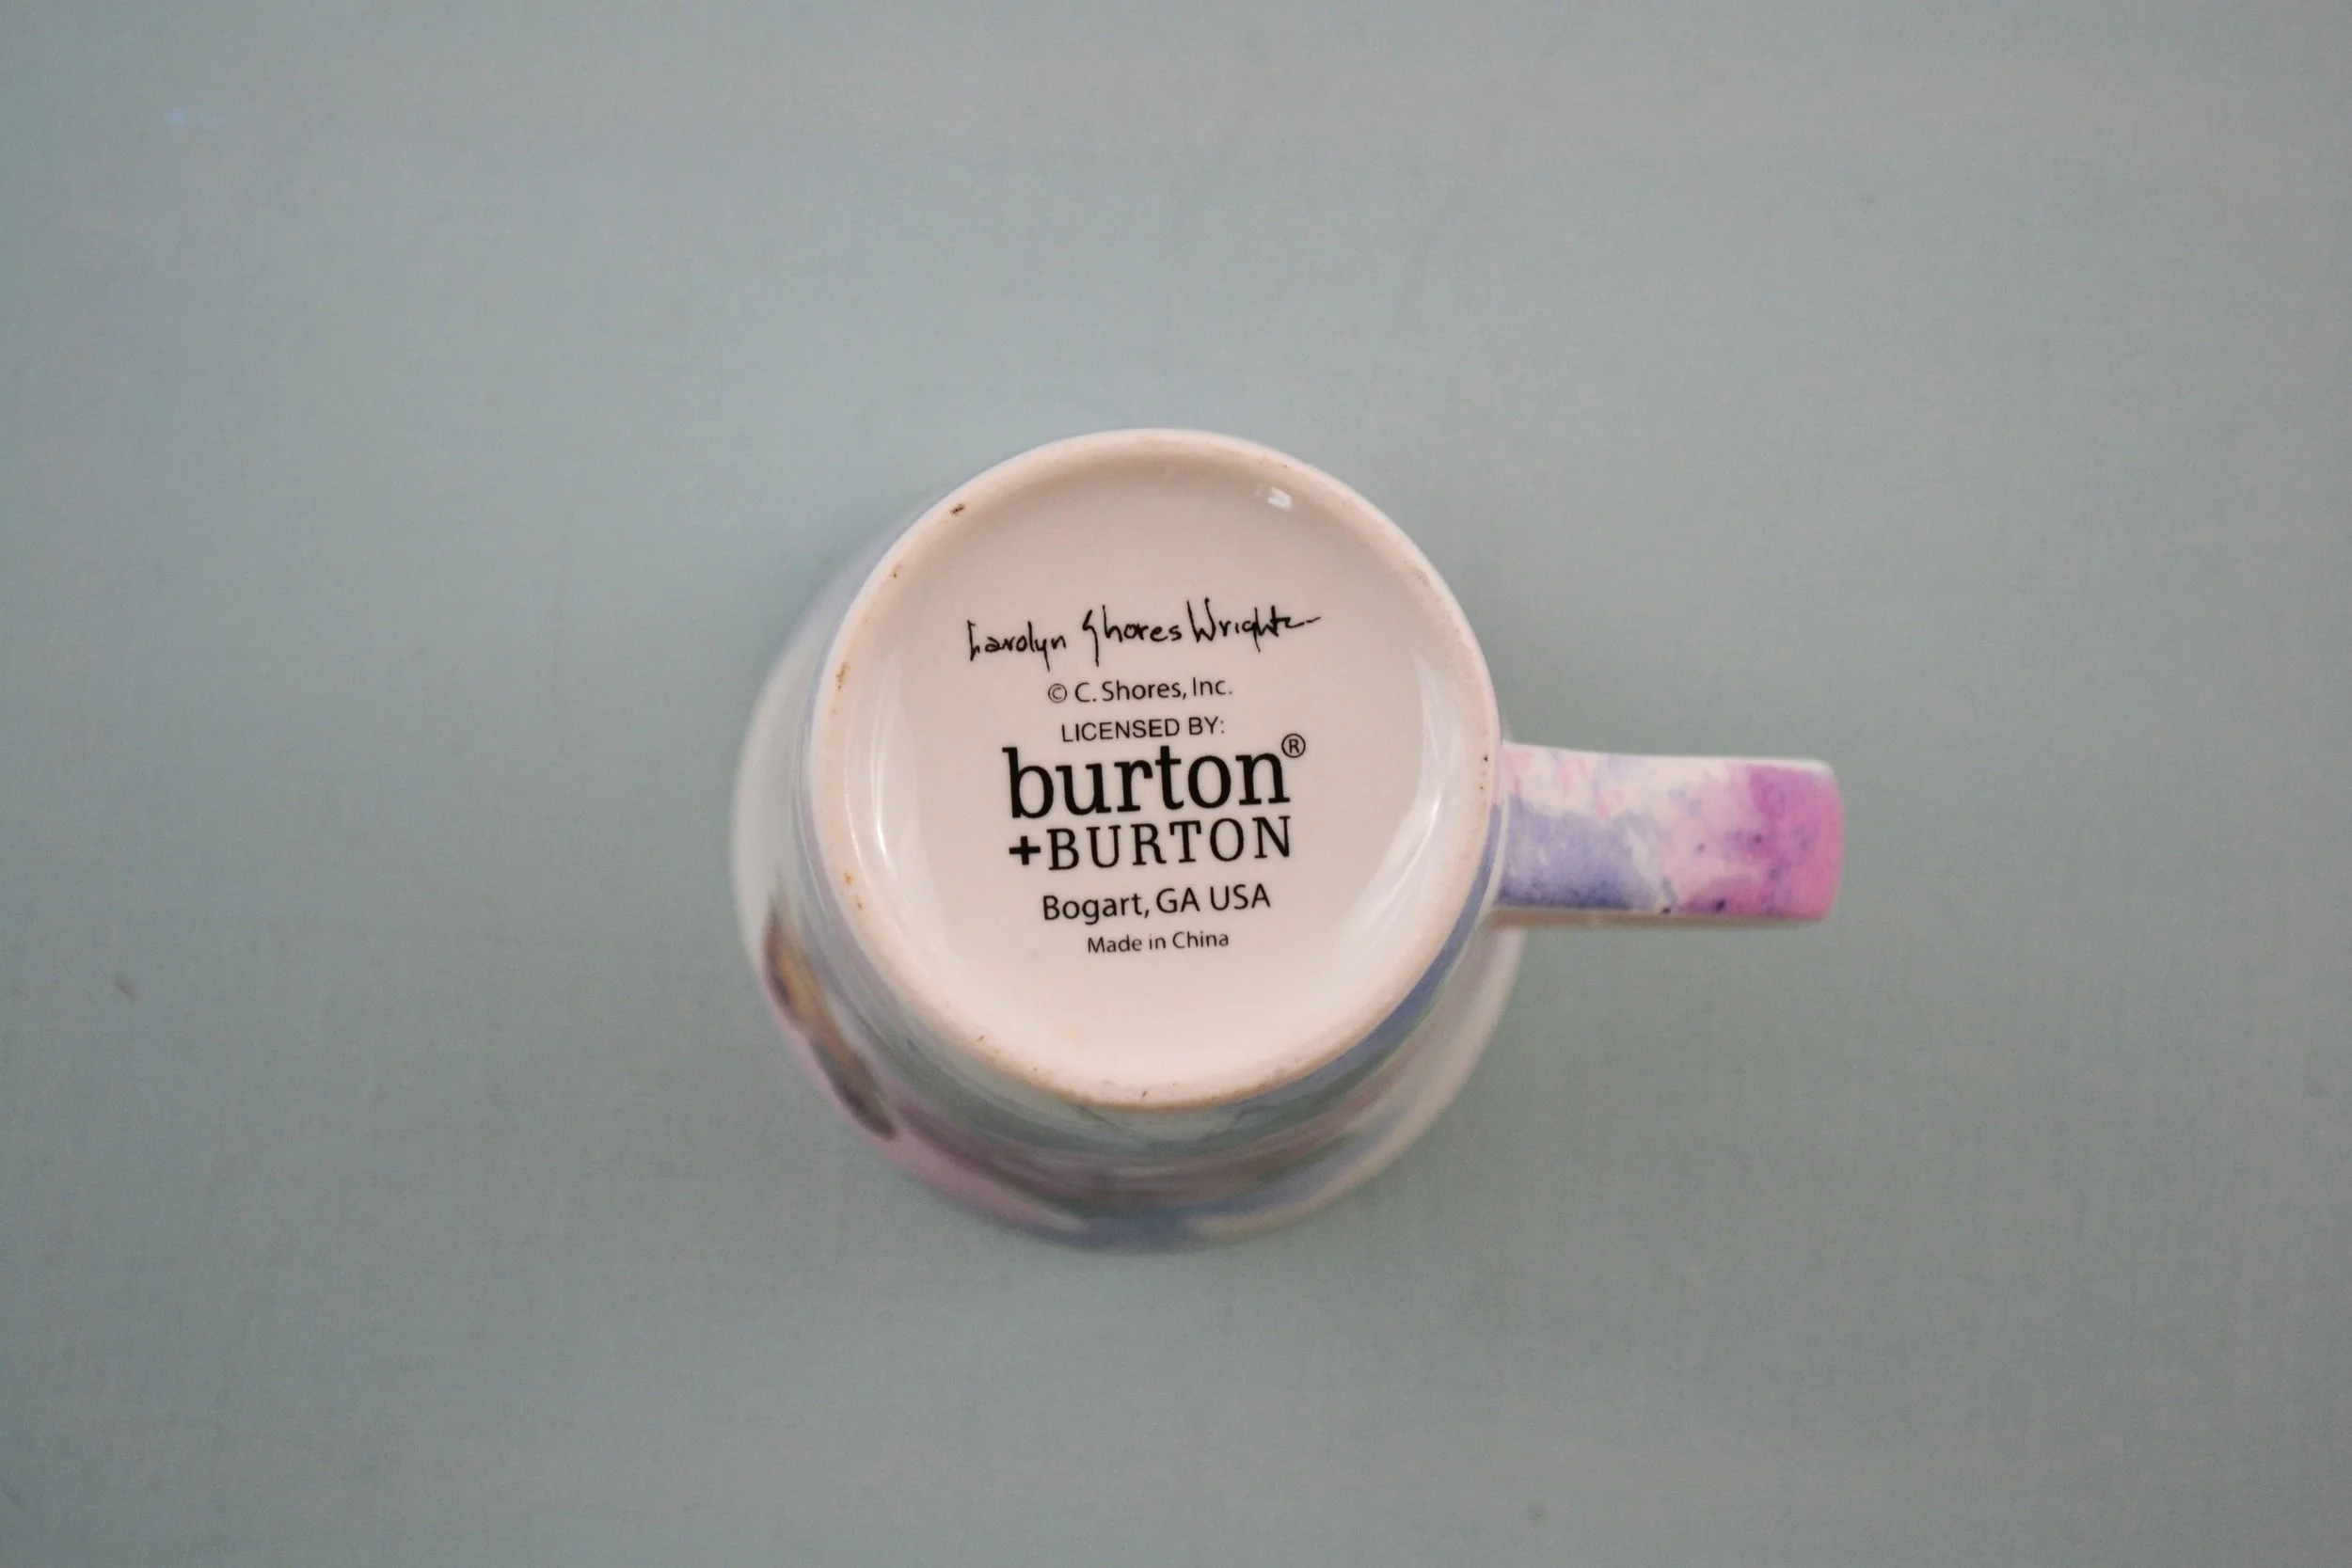 Carolyn Shores Wright
© C. Shores, Inc.
LICENSED BY:
burton®
+BURTON
Bogart, GA USA
Made in China